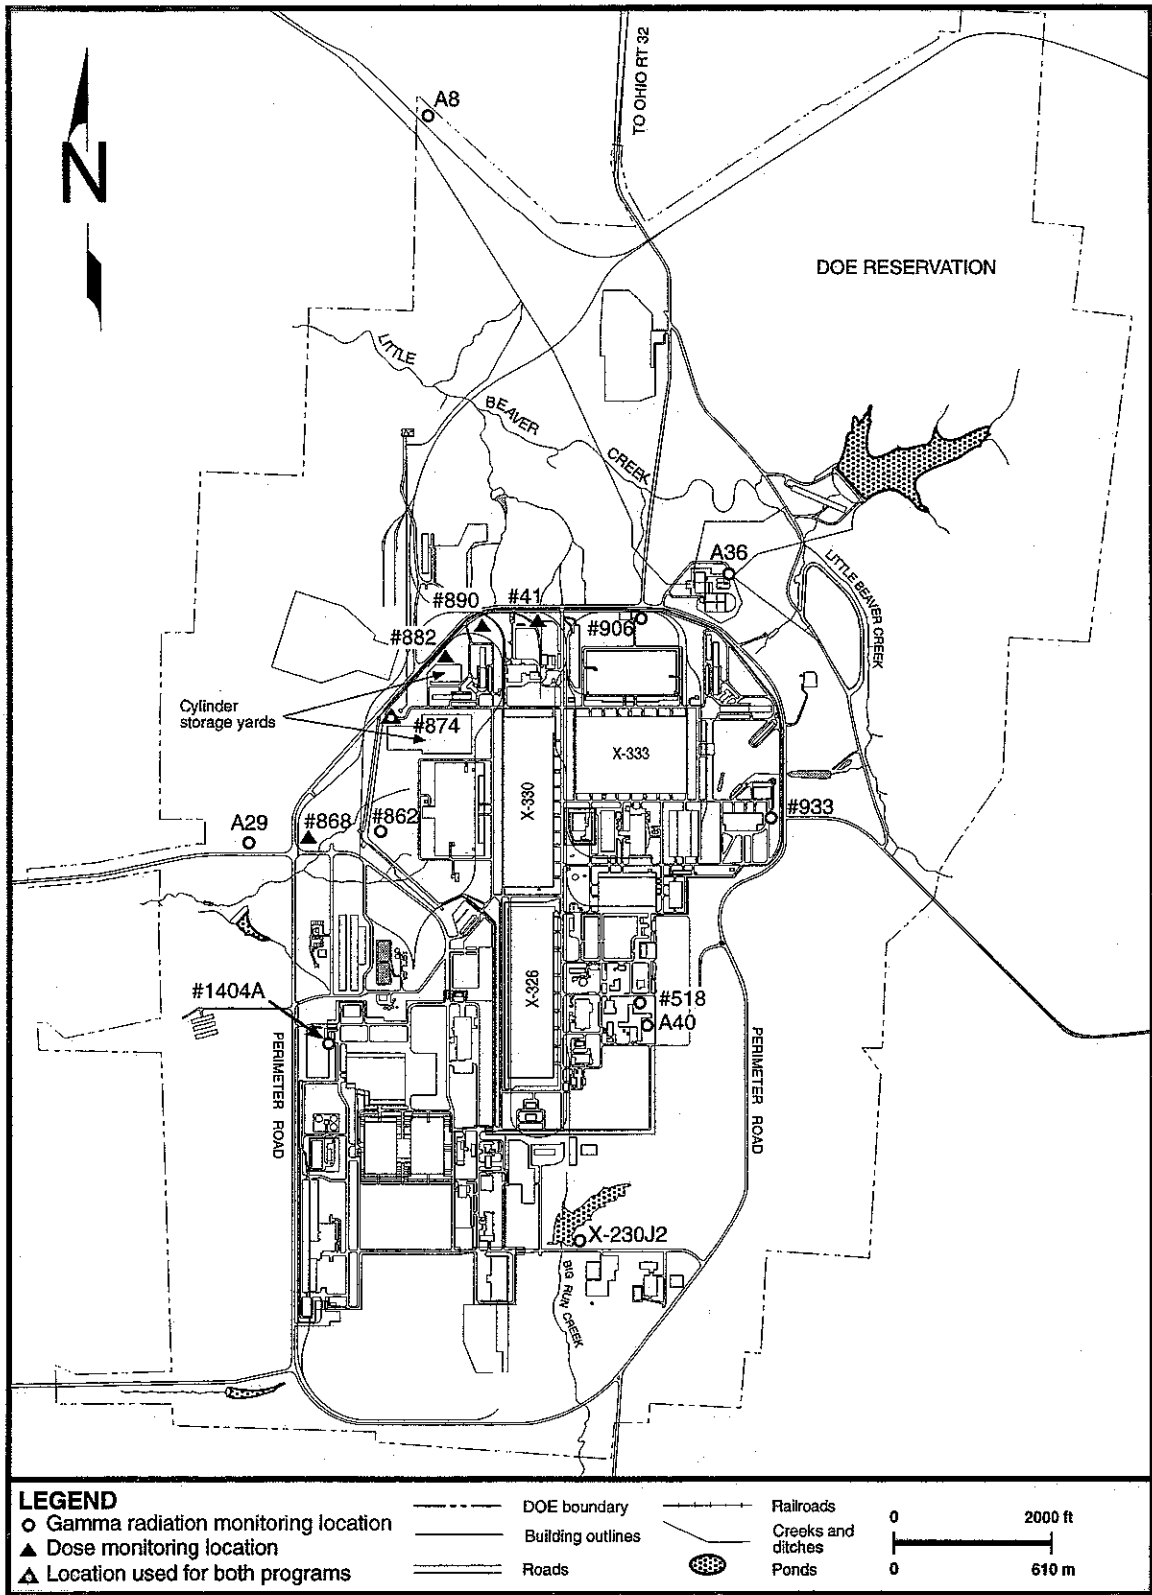 N
A8
TO OHIO RT 32
DOE RESERVATION
LITTLE
BEAVER
CREEK
A36
LITTLE BEAVER CREEK
#890
#41
#906
#882
Cylinder
storage yards
#874
X-333
X-330
#933
A29
#868
#862
X-326
#1404A
#518
A40
PERIMETER ROAD
PERIMETER ROAD
X-230J2
BIG RUN CREEK
LEGEND
Gamma radiation monitoring location
Dose monitoring location
Location used for both programs
DOE boundary
Building outlines
Roads
Railroads
Creeks and
ditches
Ponds
0 2000 ft
0 610 m